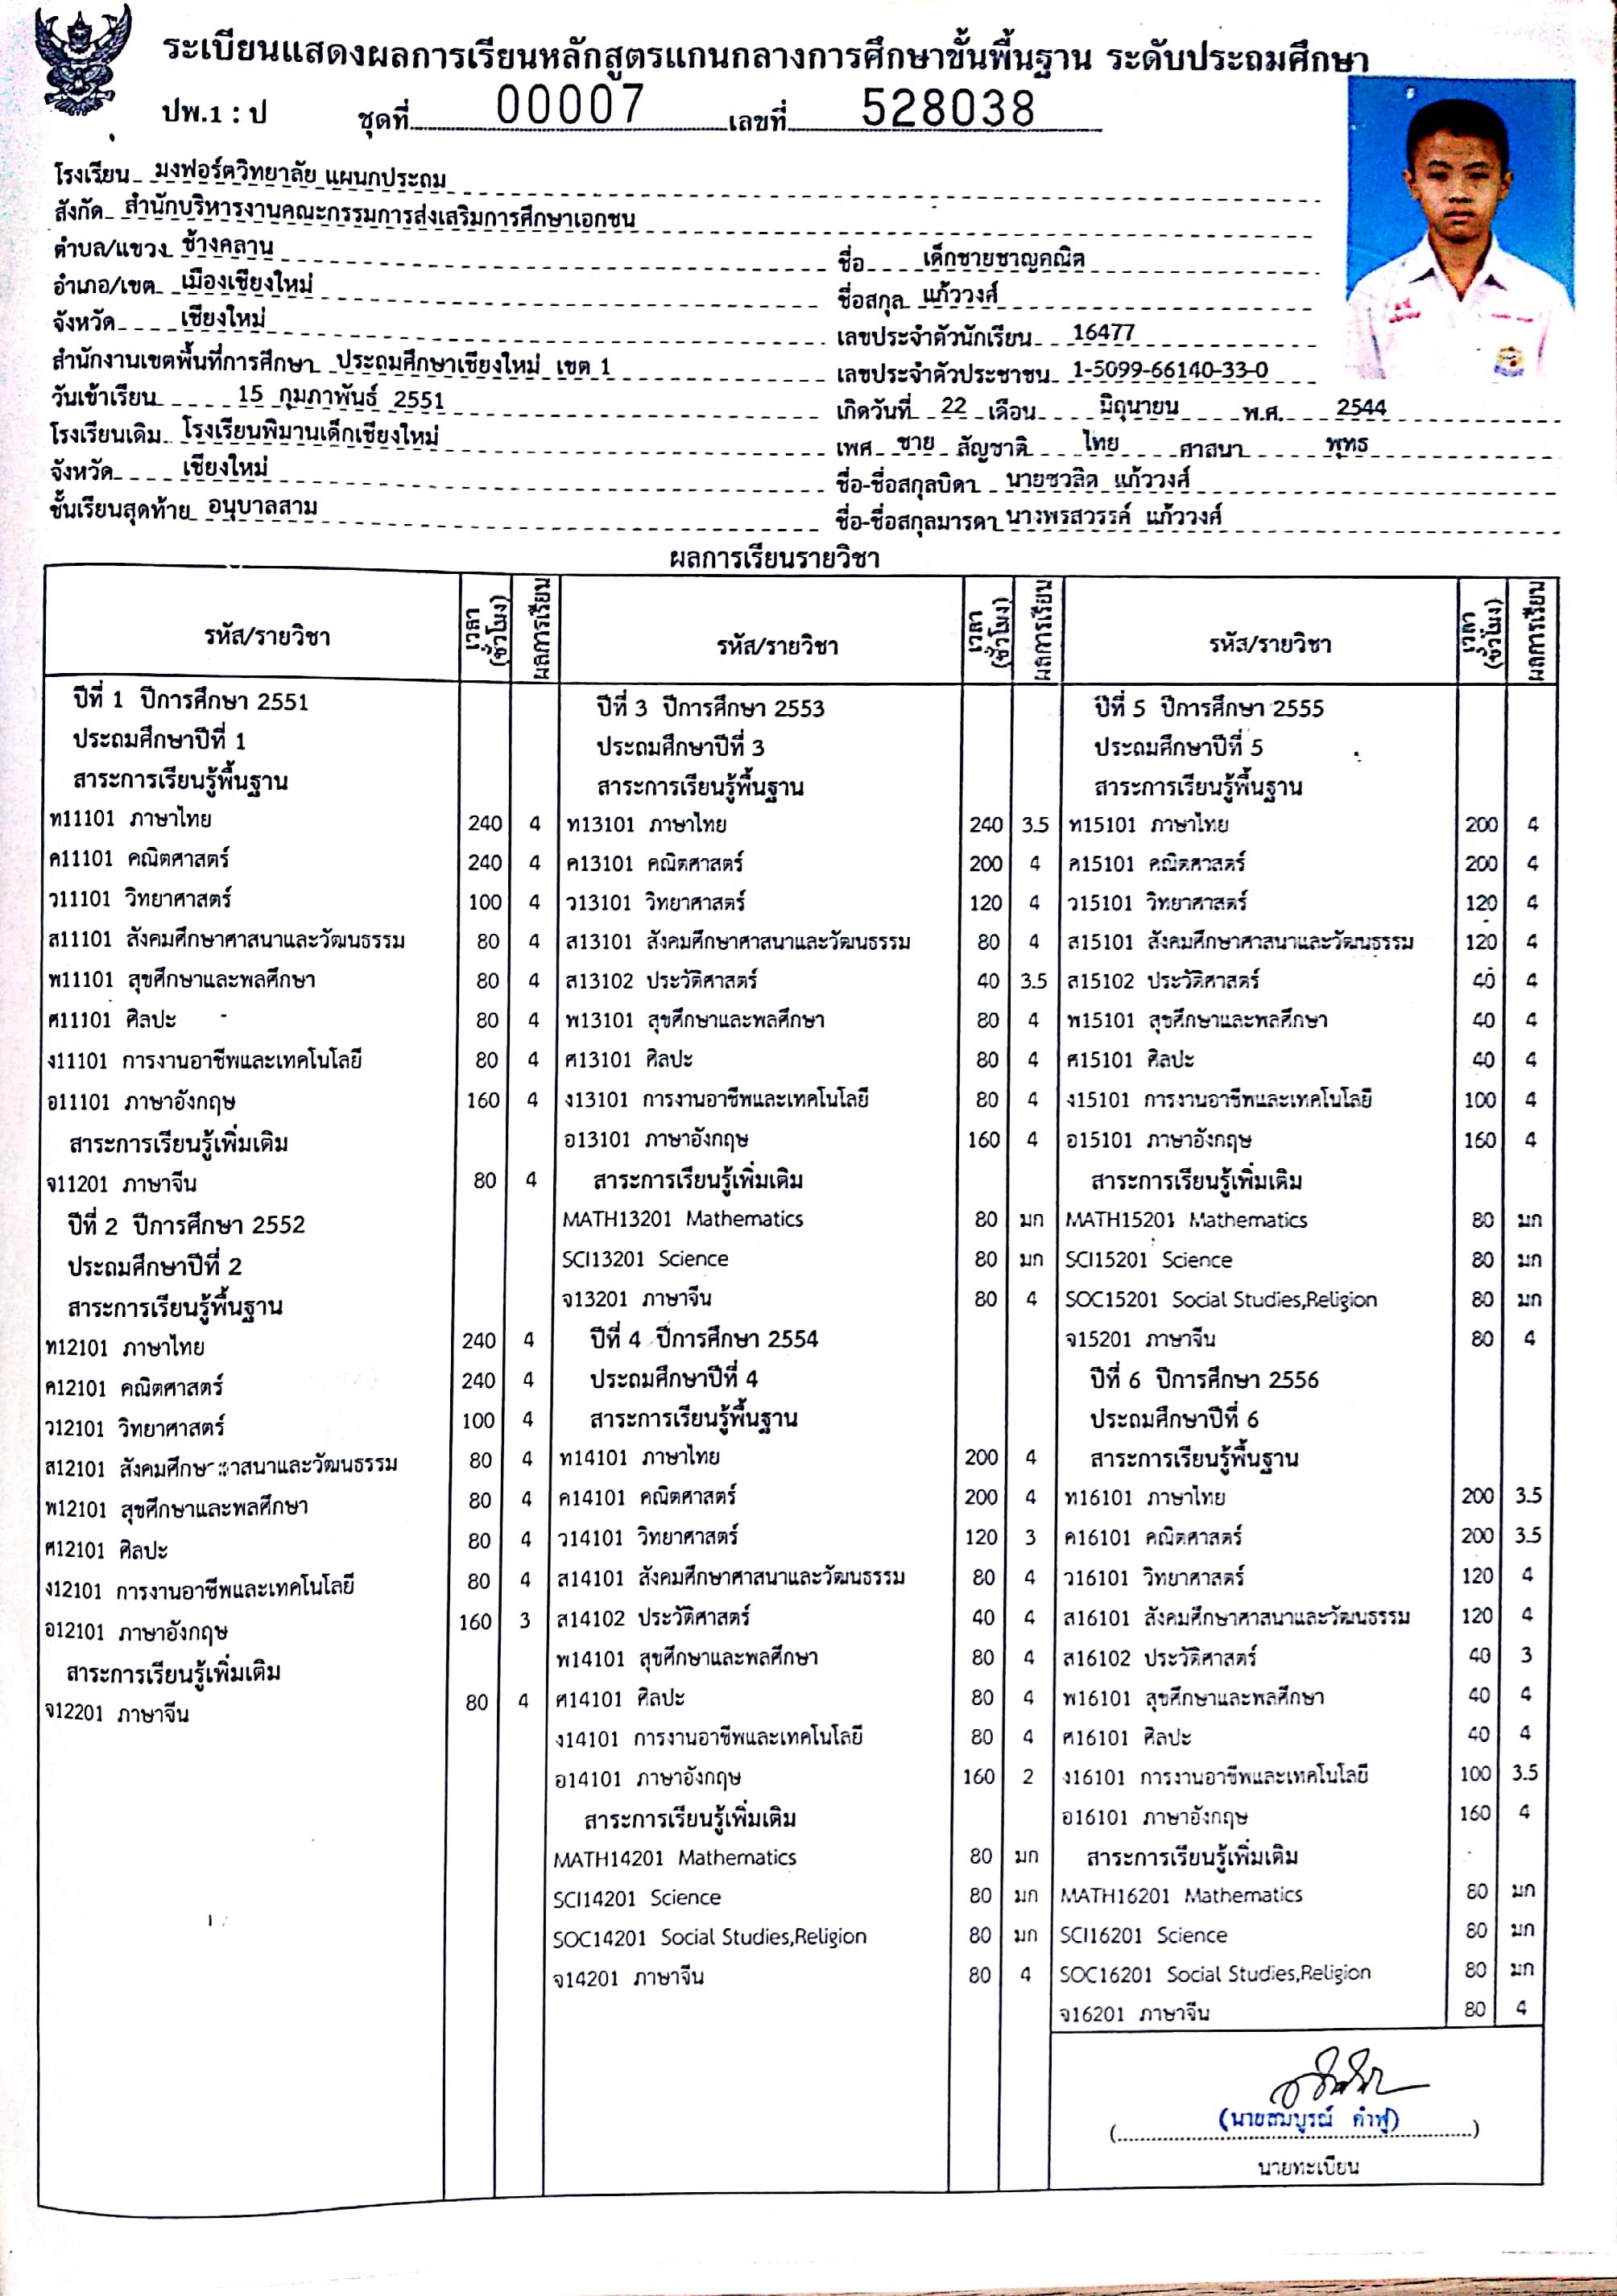 ระเบียนแสดงผลการเรียนหลักสูตรแกนกลางการศึกษาขั้นพื้นฐาน ระดับประถมศึกษา
ปพ.1 : ป ชุดที่ 00007 เลขที่ 528038
โรงเรียน มงฟอร์ตวิทยาลัย แผนกประถม
สังกัด สำนักบริหารงานคณะกรรมการส่งเสริมการศึกษาเอกชน
ตำบล/แขวง ช้างคลาน
อำเภอ/เขต เมืองเชียงใหม่
จังหวัด เชียงใหม่
สำนักงานเขตพื้นที่การศึกษา ประถมศึกษาเชียงใหม่ เขต 1
วันเข้าเรียน 15 กุมภาพันธ์ 2551
โรงเรียนเดิม โรงเรียนพิมานเด็กเชียงใหม่
จังหวัด เชียงใหม่
ชั้นเรียนสุดท้าย อนุบาลสาม
ชื่อ เด็กชายชาญคณิต
ชื่อสกุล แก้ววงศ์
เลขประจำตัวนักเรียน 16477
เลขประจำตัวประชาชน 1-5099-66140-33-0
เกิดวันที่ 22 เดือน มิถุนายน พ.ศ. 2544
เพศ ชาย สัญชาติ ไทย ศาสนา พุทธ
ชื่อ-ชื่อสกุลบิดา นายชวลิต แก้ววงศ์
ชื่อ-ชื่อสกุลมารดา นางพรสวรรค์ แก้ววงศ์
ผลการเรียนรายวิชา
รหัส/รายวิชา เวลา (ชั่วโมง) ผลการเรียน
ปีที่ 1 ปีการศึกษา 2551
ประถมศึกษาปีที่ 1
สาระการเรียนรู้พื้นฐาน
ท11101 ภาษาไทย 240 4
ค11101 คณิตศาสตร์ 240 4
ว11101 วิทยาศาสตร์ 100 4
ส11101 สังคมศึกษาศาสนาและวัฒนธรรม 80 4
พ11101 สุขศึกษาและพลศึกษา 80 4
ศ11101 ศิลปะ 80 4
ง11101 การงานอาชีพและเทคโนโลยี 80 4
อ11101 ภาษาอังกฤษ 160 4
สาระการเรียนรู้เพิ่มเติม
จ11201 ภาษาจีน 80 4
ปีที่ 2 ปีการศึกษา 2552
ประถมศึกษาปีที่ 2
สาระการเรียนรู้พื้นฐาน
ท12101 ภาษาไทย 240 4
ค12101 คณิตศาสตร์ 240 4
ว12101 วิทยาศาสตร์ 100 4
ส12101 สังคมศึกษาศาสนาและวัฒนธรรม 80 4
พ12101 สุขศึกษาและพลศึกษา 80 4
ศ12101 ศิลปะ 80 4
ง12101 การงานอาชีพและเทคโนโลยี 80 4
อ12101 ภาษาอังกฤษ 160 3
สาระการเรียนรู้เพิ่มเติม
จ12201 ภาษาจีน 80 4
รหัส/รายวิชา เวลา (ชั่วโมง) ผลการเรียน
ปีที่ 3 ปีการศึกษา 2553
ประถมศึกษาปีที่ 3
สาระการเรียนรู้พื้นฐาน
ท13101 ภาษาไทย 240 3.5
ค13101 คณิตศาสตร์ 200 4
ว13101 วิทยาศาสตร์ 120 4
ส13101 สังคมศึกษาศาสนาและวัฒนธรรม 80 4
ส13102 ประวัติศาสตร์ 40 3.5
พ13101 สุขศึกษาและพลศึกษา 80 4
ศ13101 ศิลปะ 80 4
ง13101 การงานอาชีพและเทคโนโลยี 80 4
อ13101 ภาษาอังกฤษ 160 4
สาระการเรียนรู้เพิ่มเติม
MATH13201 Mathematics 80 มก
SCI13201 Science 80 มก
จ13201 ภาษาจีน 80 4
ปีที่ 4 ปีการศึกษา 2554
ประถมศึกษาปีที่ 4
สาระการเรียนรู้พื้นฐาน
ท14101 ภาษาไทย 200 4
ค14101 คณิตศาสตร์ 200 4
ว14101 วิทยาศาสตร์ 120 3
ส14101 สังคมศึกษาศาสนาและวัฒนธรรม 80 4
ส14102 ประวัติศาสตร์ 40 4
พ14101 สุขศึกษาและพลศึกษา 80 4
ศ14101 ศิลปะ 80 4
ง14101 การงานอาชีพและเทคโนโลยี 80 4
อ14101 ภาษาอังกฤษ 160 2
สาระการเรียนรู้เพิ่มเติม
MATH14201 Mathematics 80 มก
SCI14201 Science 80 มก
SOC14201 Social Studies,Religion 80 มก
จ14201 ภาษาจีน 80 4
รหัส/รายวิชา เวลา (ชั่วโมง) ผลการเรียน
ปีที่ 5 ปีการศึกษา 2555
ประถมศึกษาปีที่ 5
สาระการเรียนรู้พื้นฐาน
ท15101 ภาษาไทย 200 4
ค15101 คณิตศาสตร์ 200 4
ว15101 วิทยาศาสตร์ 120 4
ส15101 สังคมศึกษาศาสนาและวัฒนธรรม 120 4
ส15102 ประวัติศาสตร์ 40 4
พ15101 สุขศึกษาและพลศึกษา 40 4
ศ15101 ศิลปะ 40 4
ง15101 การงานอาชีพและเทคโนโลยี 100 4
อ15101 ภาษาอังกฤษ 160 4
สาระการเรียนรู้เพิ่มเติม
MATH15201 Mathematics 80 มก
SCI15201 Science 80 มก
SOC15201 Social Studies,Religion 80 มก
จ15201 ภาษาจีน 80 4
ปีที่ 6 ปีการศึกษา 2556
ประถมศึกษาปีที่ 6
สาระการเรียนรู้พื้นฐาน
ท16101 ภาษาไทย 200 3.5
ค16101 คณิตศาสตร์ 200 3.5
ว16101 วิทยาศาสตร์ 120 4
ส16101 สังคมศึกษาศาสนาและวัฒนธรรม 120 4
ส16102 ประวัติศาสตร์ 40 3
พ16101 สุขศึกษาและพลศึกษา 40 4
ศ16101 ศิลปะ 40 4
ง16101 การงานอาชีพและเทคโนโลยี 100 3.5
อ16101 ภาษาอังกฤษ 160 4
สาระการเรียนรู้เพิ่มเติม
MATH16201 Mathematics 80 มก
SCI16201 Science 80 มก
SOC16201 Social Studies,Religion 80 มก
จ16201 ภาษาจีน 80 4
(นายสมบูรณ์ คำฟู)
นายทะเบียน